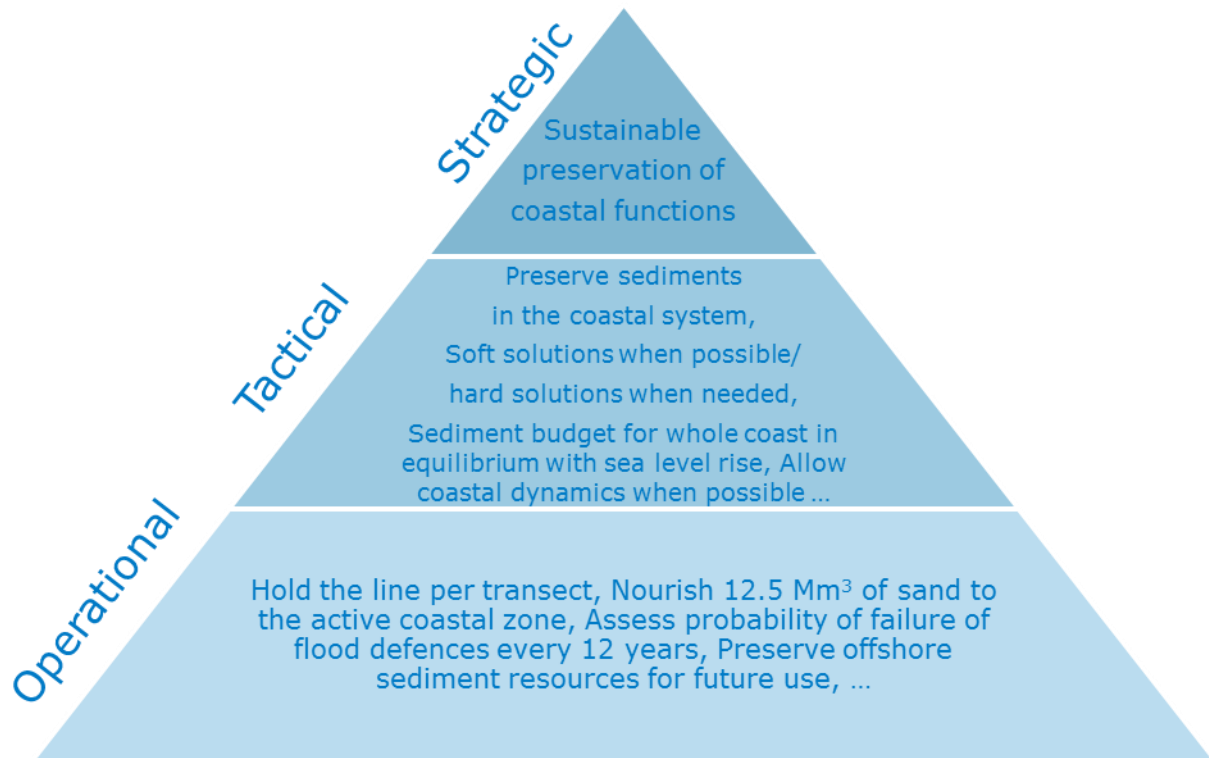 Strategic
Sustainable
preservation of
coastal functions
Tactical
Preserve sediments
in the coastal system,
Soft solutions when possible/
hard solutions when needed,
Sediment budget for whole coast in
equilibrium with sea level rise, Allow
coastal dynamics when possible ...
Operational
Hold the line per transect, Nourish 12.5 Mm³ of sand to
the active coastal zone, Assess probability of failure of
flood defences every 12 years, Preserve offshore
sediment resources for future use, ...